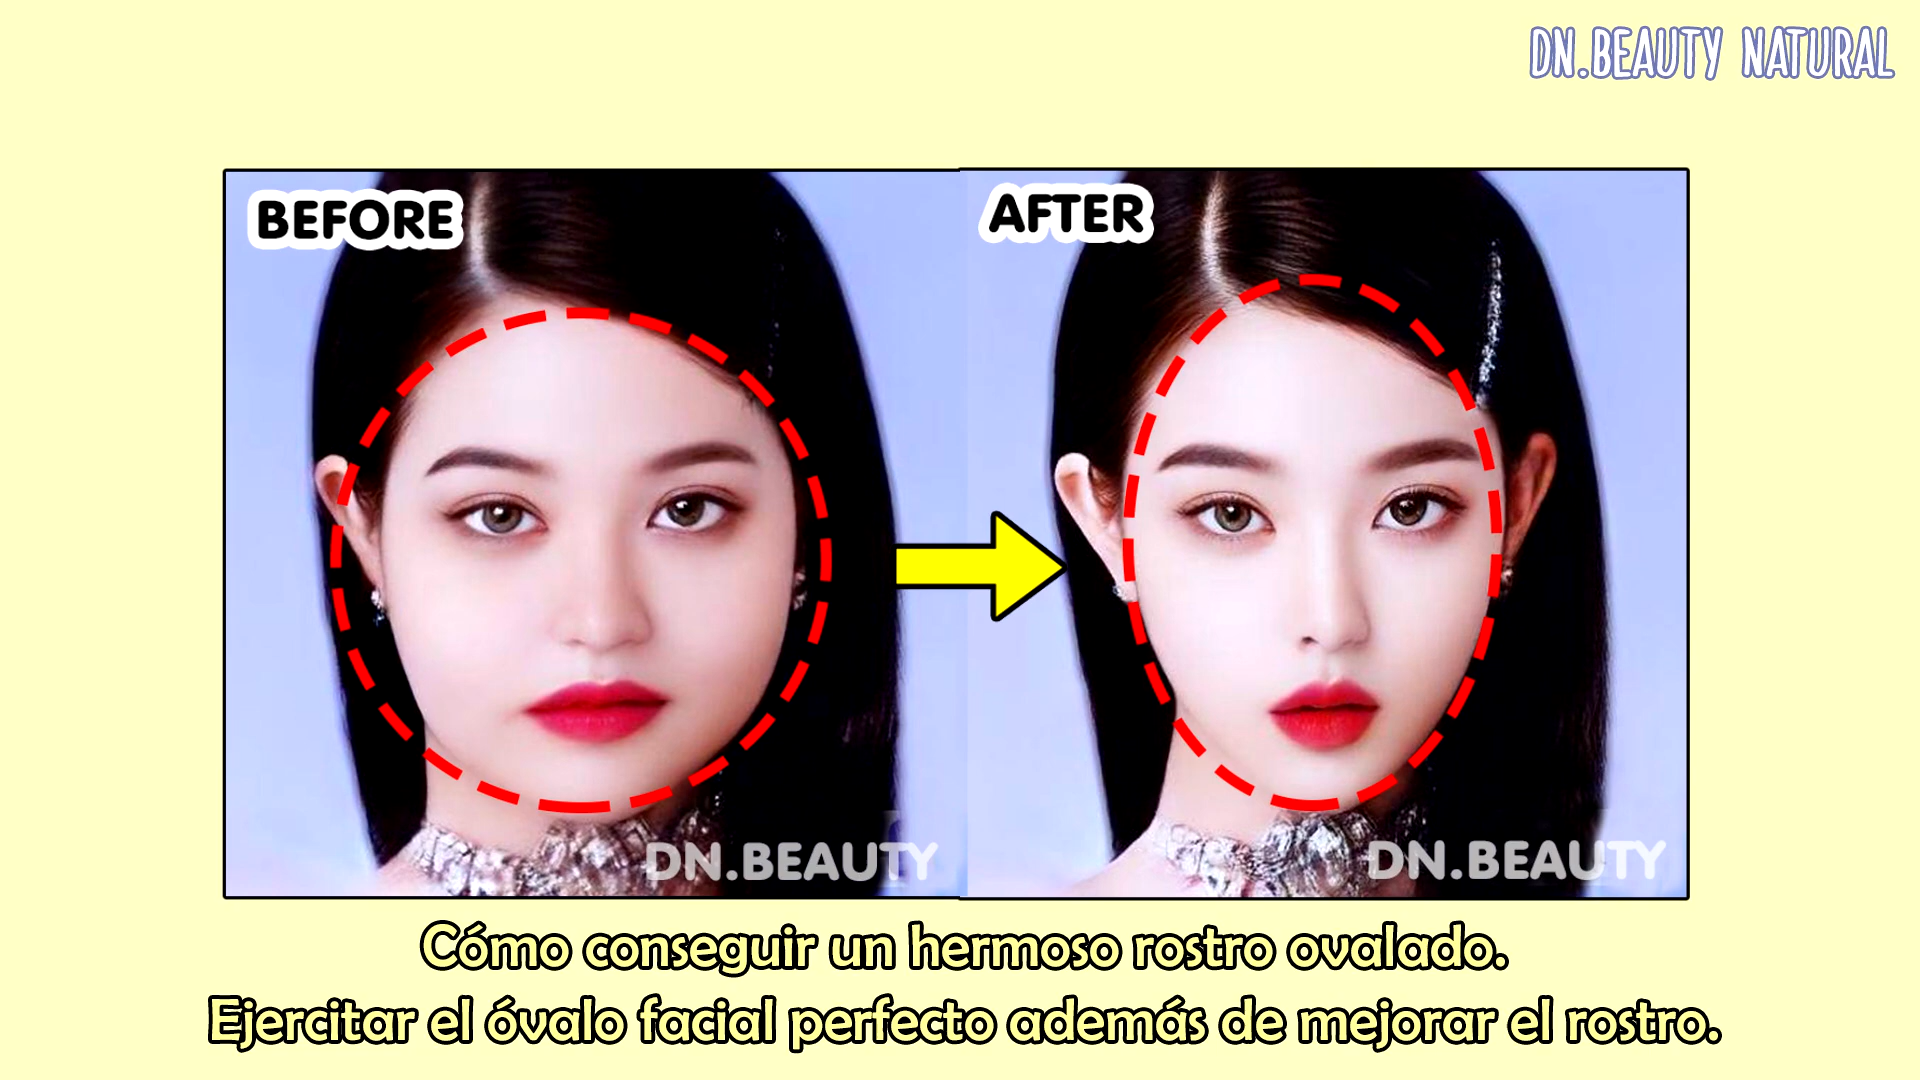 DN.BEAUTY NATURAL
BEFORE
AFTER
DN.BEAUTY
DN.BEAUTY
Cómo conseguir un hermoso rostro ovalado.
Ejercitar el óvalo facial perfecto además de mejorar el rostro.